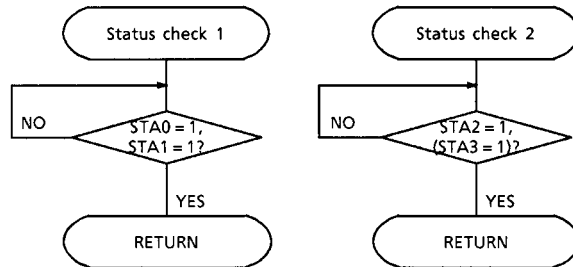 Status check 1
NO
STA0 = 1,
STA1 = 1?
YES
RETURN
Status check 2
NO
STA2 = 1,
(STA3 = 1)?
YES
RETURN